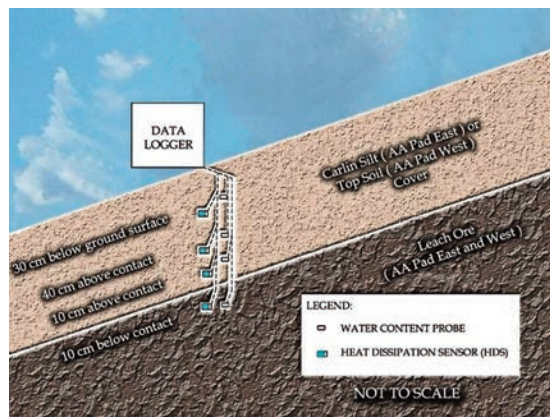 DATA
LOGGER
Carlin Silt ( AA Pad East ) or
Top Soil ( AA Pad West )
Cover
30 cm below ground surface
40 cm above contact
10 cm above contact
10 cm below contact
Leach Ore
( AA Pad East and West )
LEGEND:
WATER CONTENT PROBE
HEAT DISSIPATION SENSOR (HDS)
NOT TO SCALE